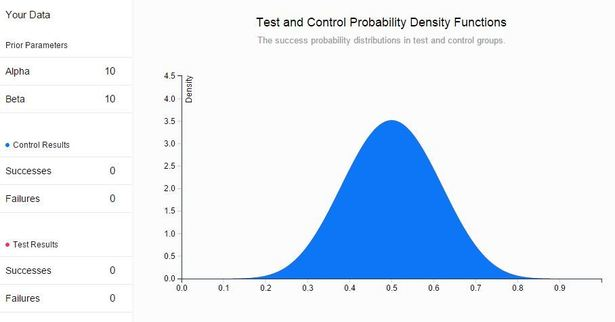 Your Data
Prior Parameters
Alpha 10
Beta 10
Control Results
Successes 0
Failures 0
Test Results
Successes 0
Failures 0
Test and Control Probability Density Functions
The success probability distributions in test and control groups.
Density
4.5
4.0
3.5
3.0
2.5
2.0
1.5
1.0
0.5
0.0
0.0 0.1 0.2 0.3 0.4 0.5 0.6 0.7 0.8 0.9